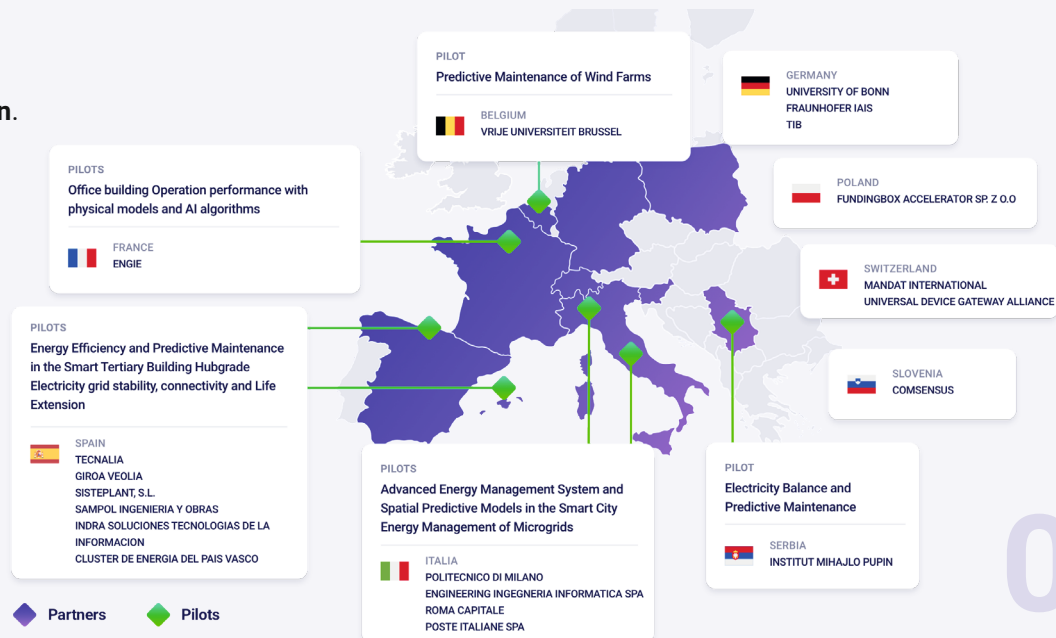 n.
PILOT
Predictive Maintenance of Wind Farms
BELGIUM
VRIJE UNIVERSITEIT BRUSSEL
GERMANY
UNIVERSITY OF BONN
FRAUNHOFER IAIS
TIB
PILOTS
Office building Operation performance with
physical models and AI algorithms
FRANCE
ENGIE
POLAND
FUNDINGBOX ACCELERATOR SP. Z O.O
SWITZERLAND
MANDAT INTERNATIONAL
UNIVERSAL DEVICE GATEWAY ALLIANCE
PILOTS
Energy Efficiency and Predictive Maintenance
in the Smart Tertiary Building Hubgrade
Electricity grid stability, connectivity and Life
Extension
SPAIN
TECNALIA
GIROA VEOLIA
SISTEPLANT, S.L.
SAMPOL INGENIERIA Y OBRAS
INDRA SOLUCIONES TECNOLOGIAS DE LA
INFORMACION
CLUSTER DE ENERGIA DEL PAIS VASCO
SLOVENIA
COMSENSUS
PILOTS
Advanced Energy Management System and
Spatial Predictive Models in the Smart City
Energy Management of Microgrids
ITALIA
POLITECNICO DI MILANO
ENGINEERING INGEGNERIA INFORMATICA SPA
ROMA CAPITALE
POSTE ITALIANE SPA
PILOT
Electricity Balance and
Predictive Maintenance
SERBIA
INSTITUT MIHAJLO PUPIN
0
Partners
Pilots